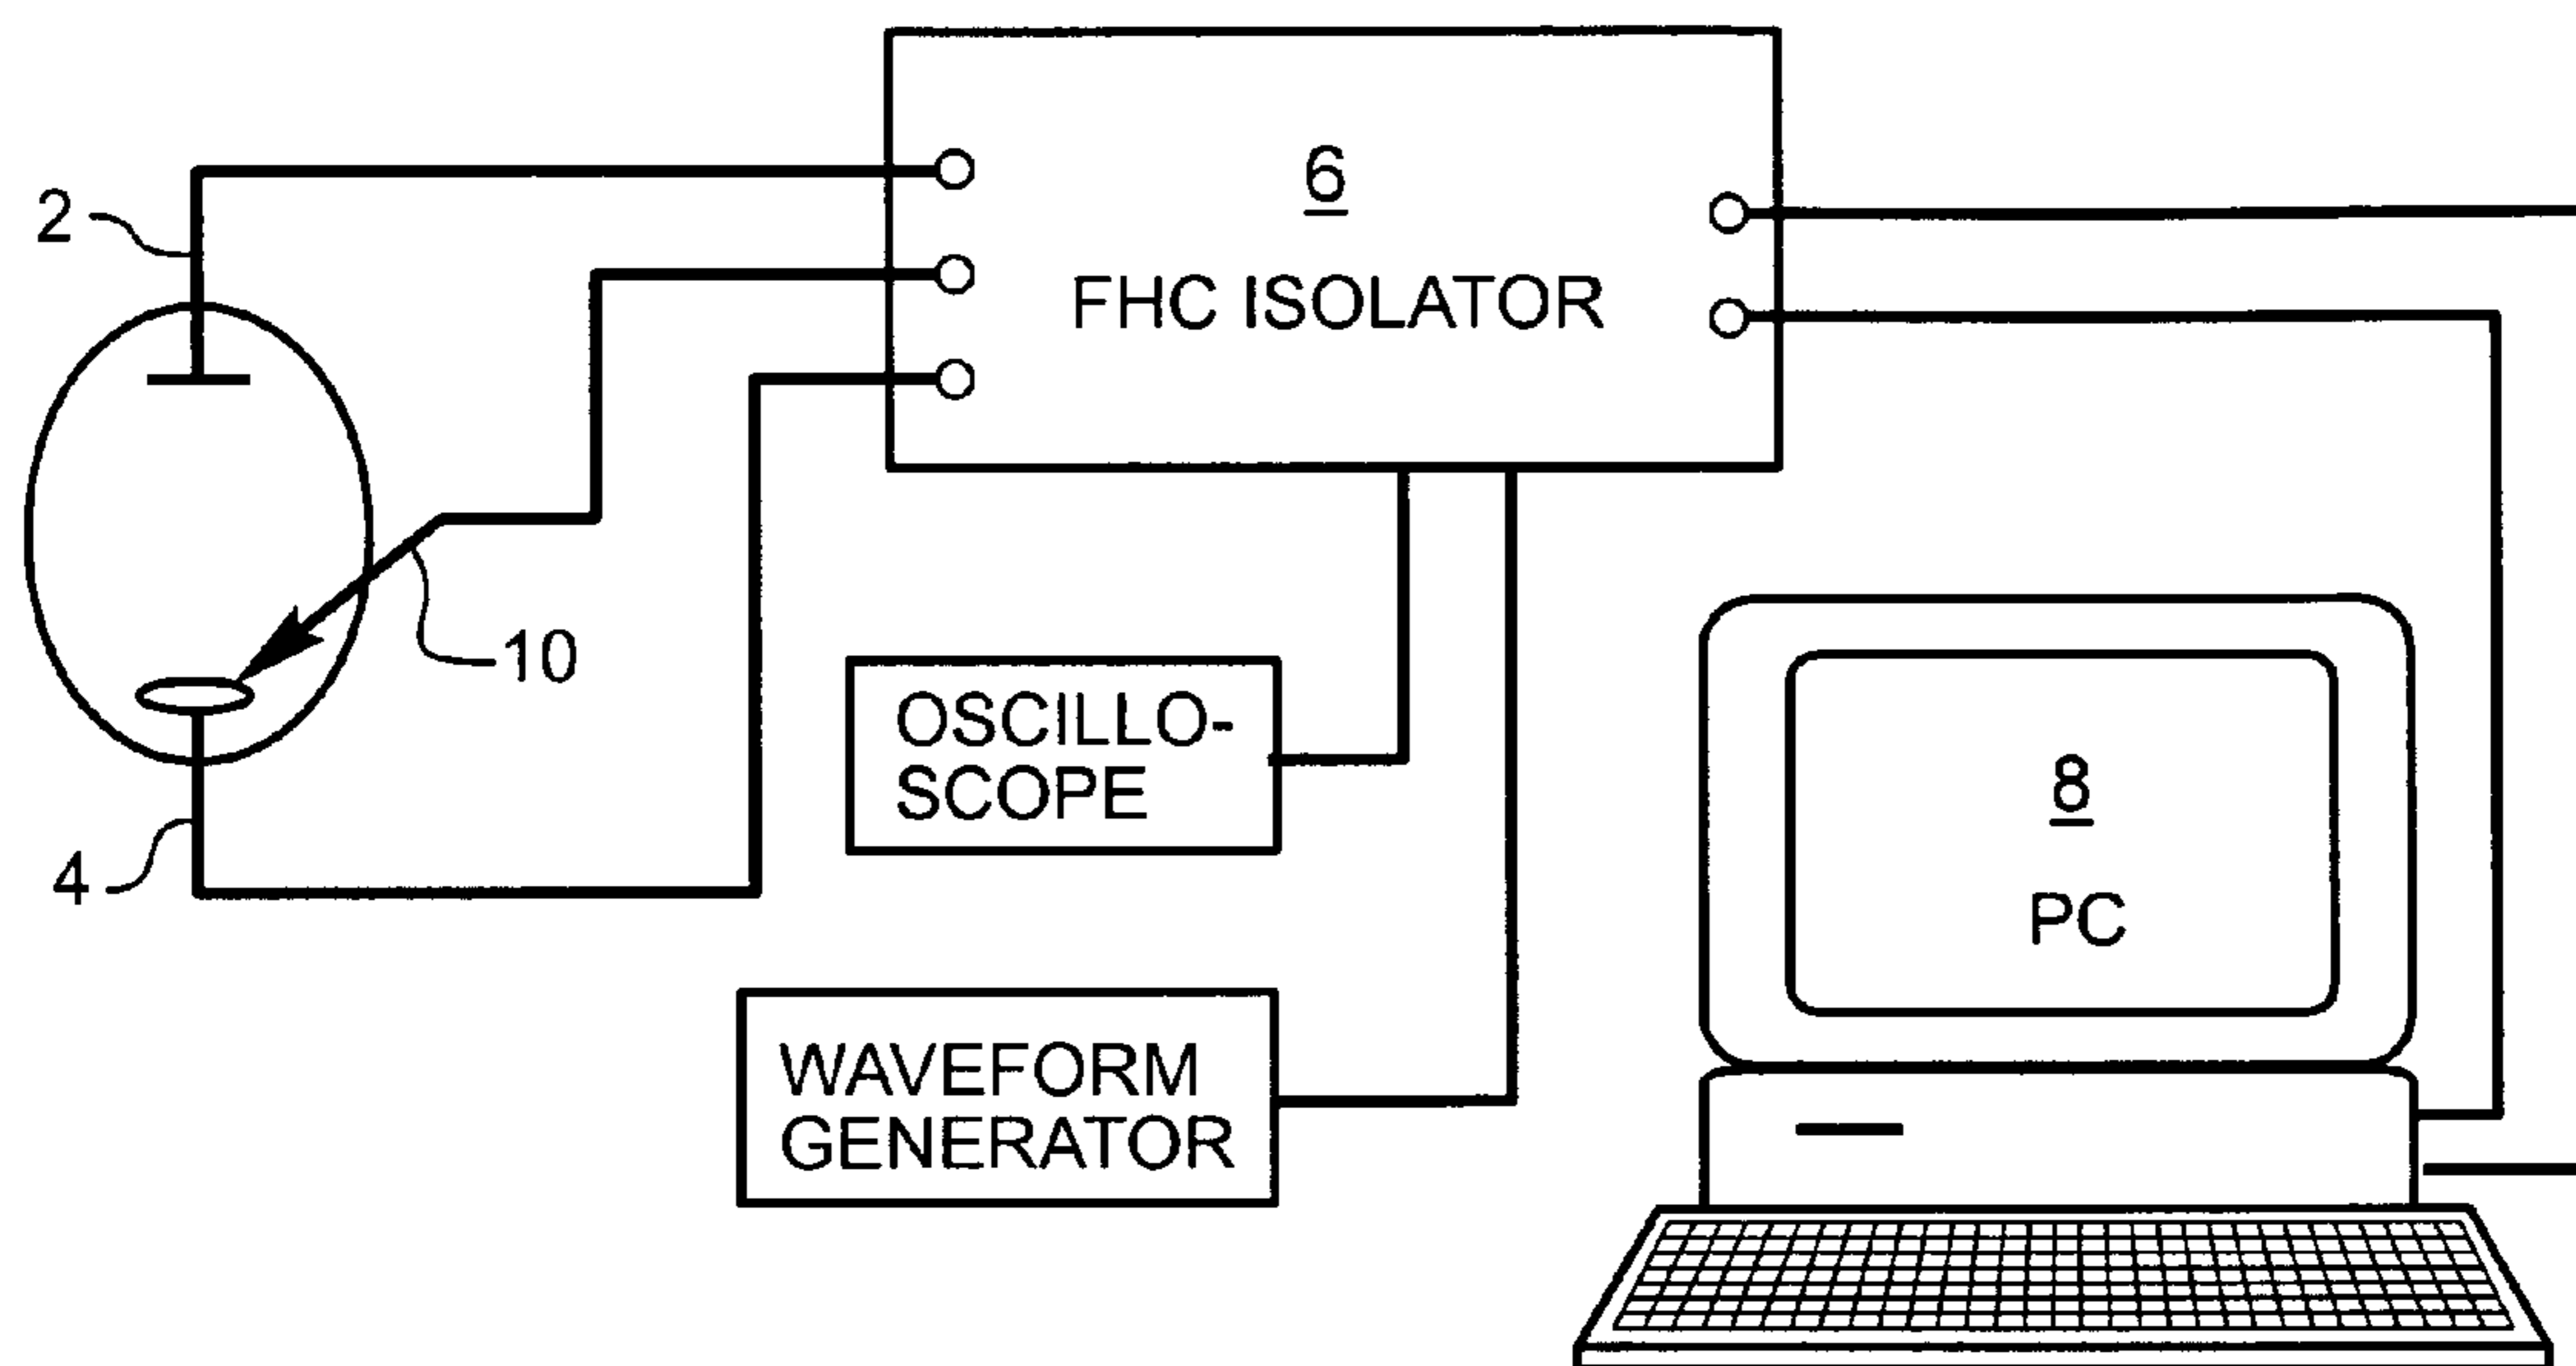 2
6
FHC ISOLATOR
10
OSCILLO-
SCOPE
4
8
PC
WAVEFORM
GENERATOR